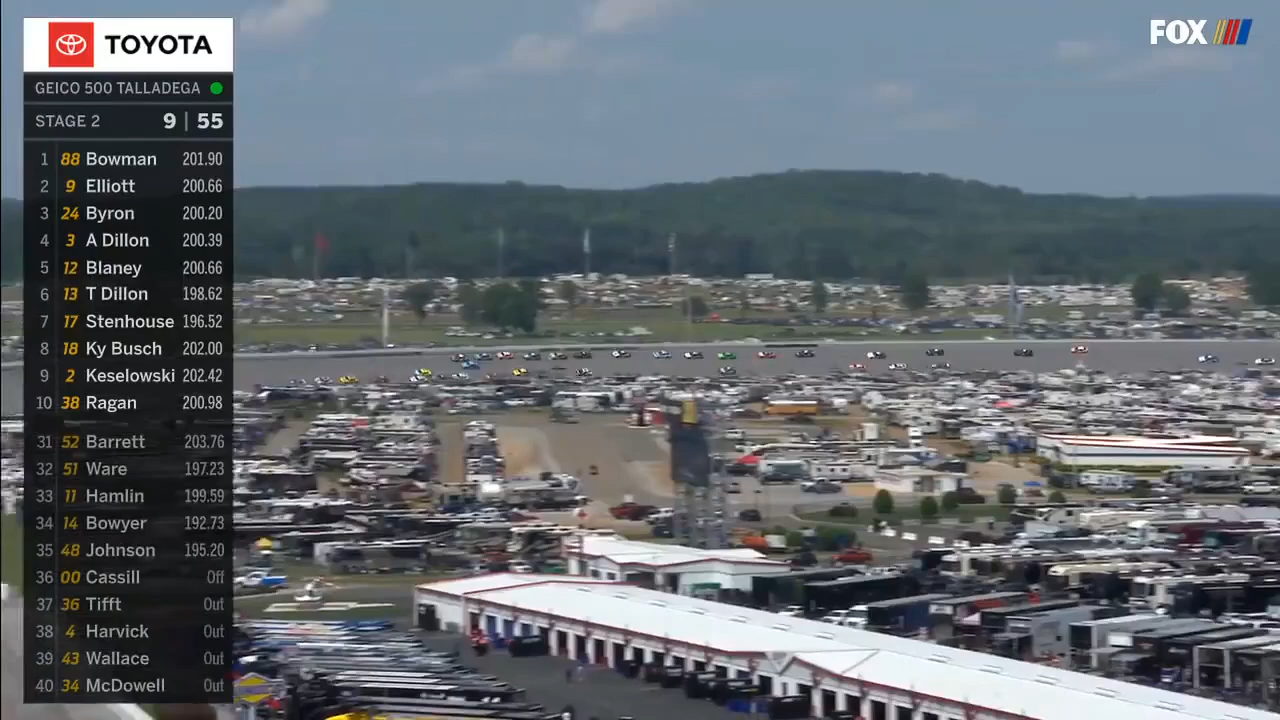 TOYOTA
FOX
GEICO 500 TALLADEGA
STAGE 2 9 | 55
1 88 Bowman 201.90
2 9 Elliott 200.66
3 24 Byron 200.20
4 3 A Dillon 200.39
5 12 Blaney 200.66
6 13 T Dillon 198.62
7 17 Stenhouse 196.52
8 18 Ky Busch 202.00
9 2 Keselowski 202.42
10 38 Ragan 200.98
31 52 Barrett 203.76
32 51 Ware 197.23
33 11 Hamlin 199.59
34 14 Bowyer 192.73
35 48 Johnson 195.20
36 00 Cassill Off
37 36 Tifft Out
38 4 Harvick Out
39 43 Wallace Out
40 34 McDowell Out